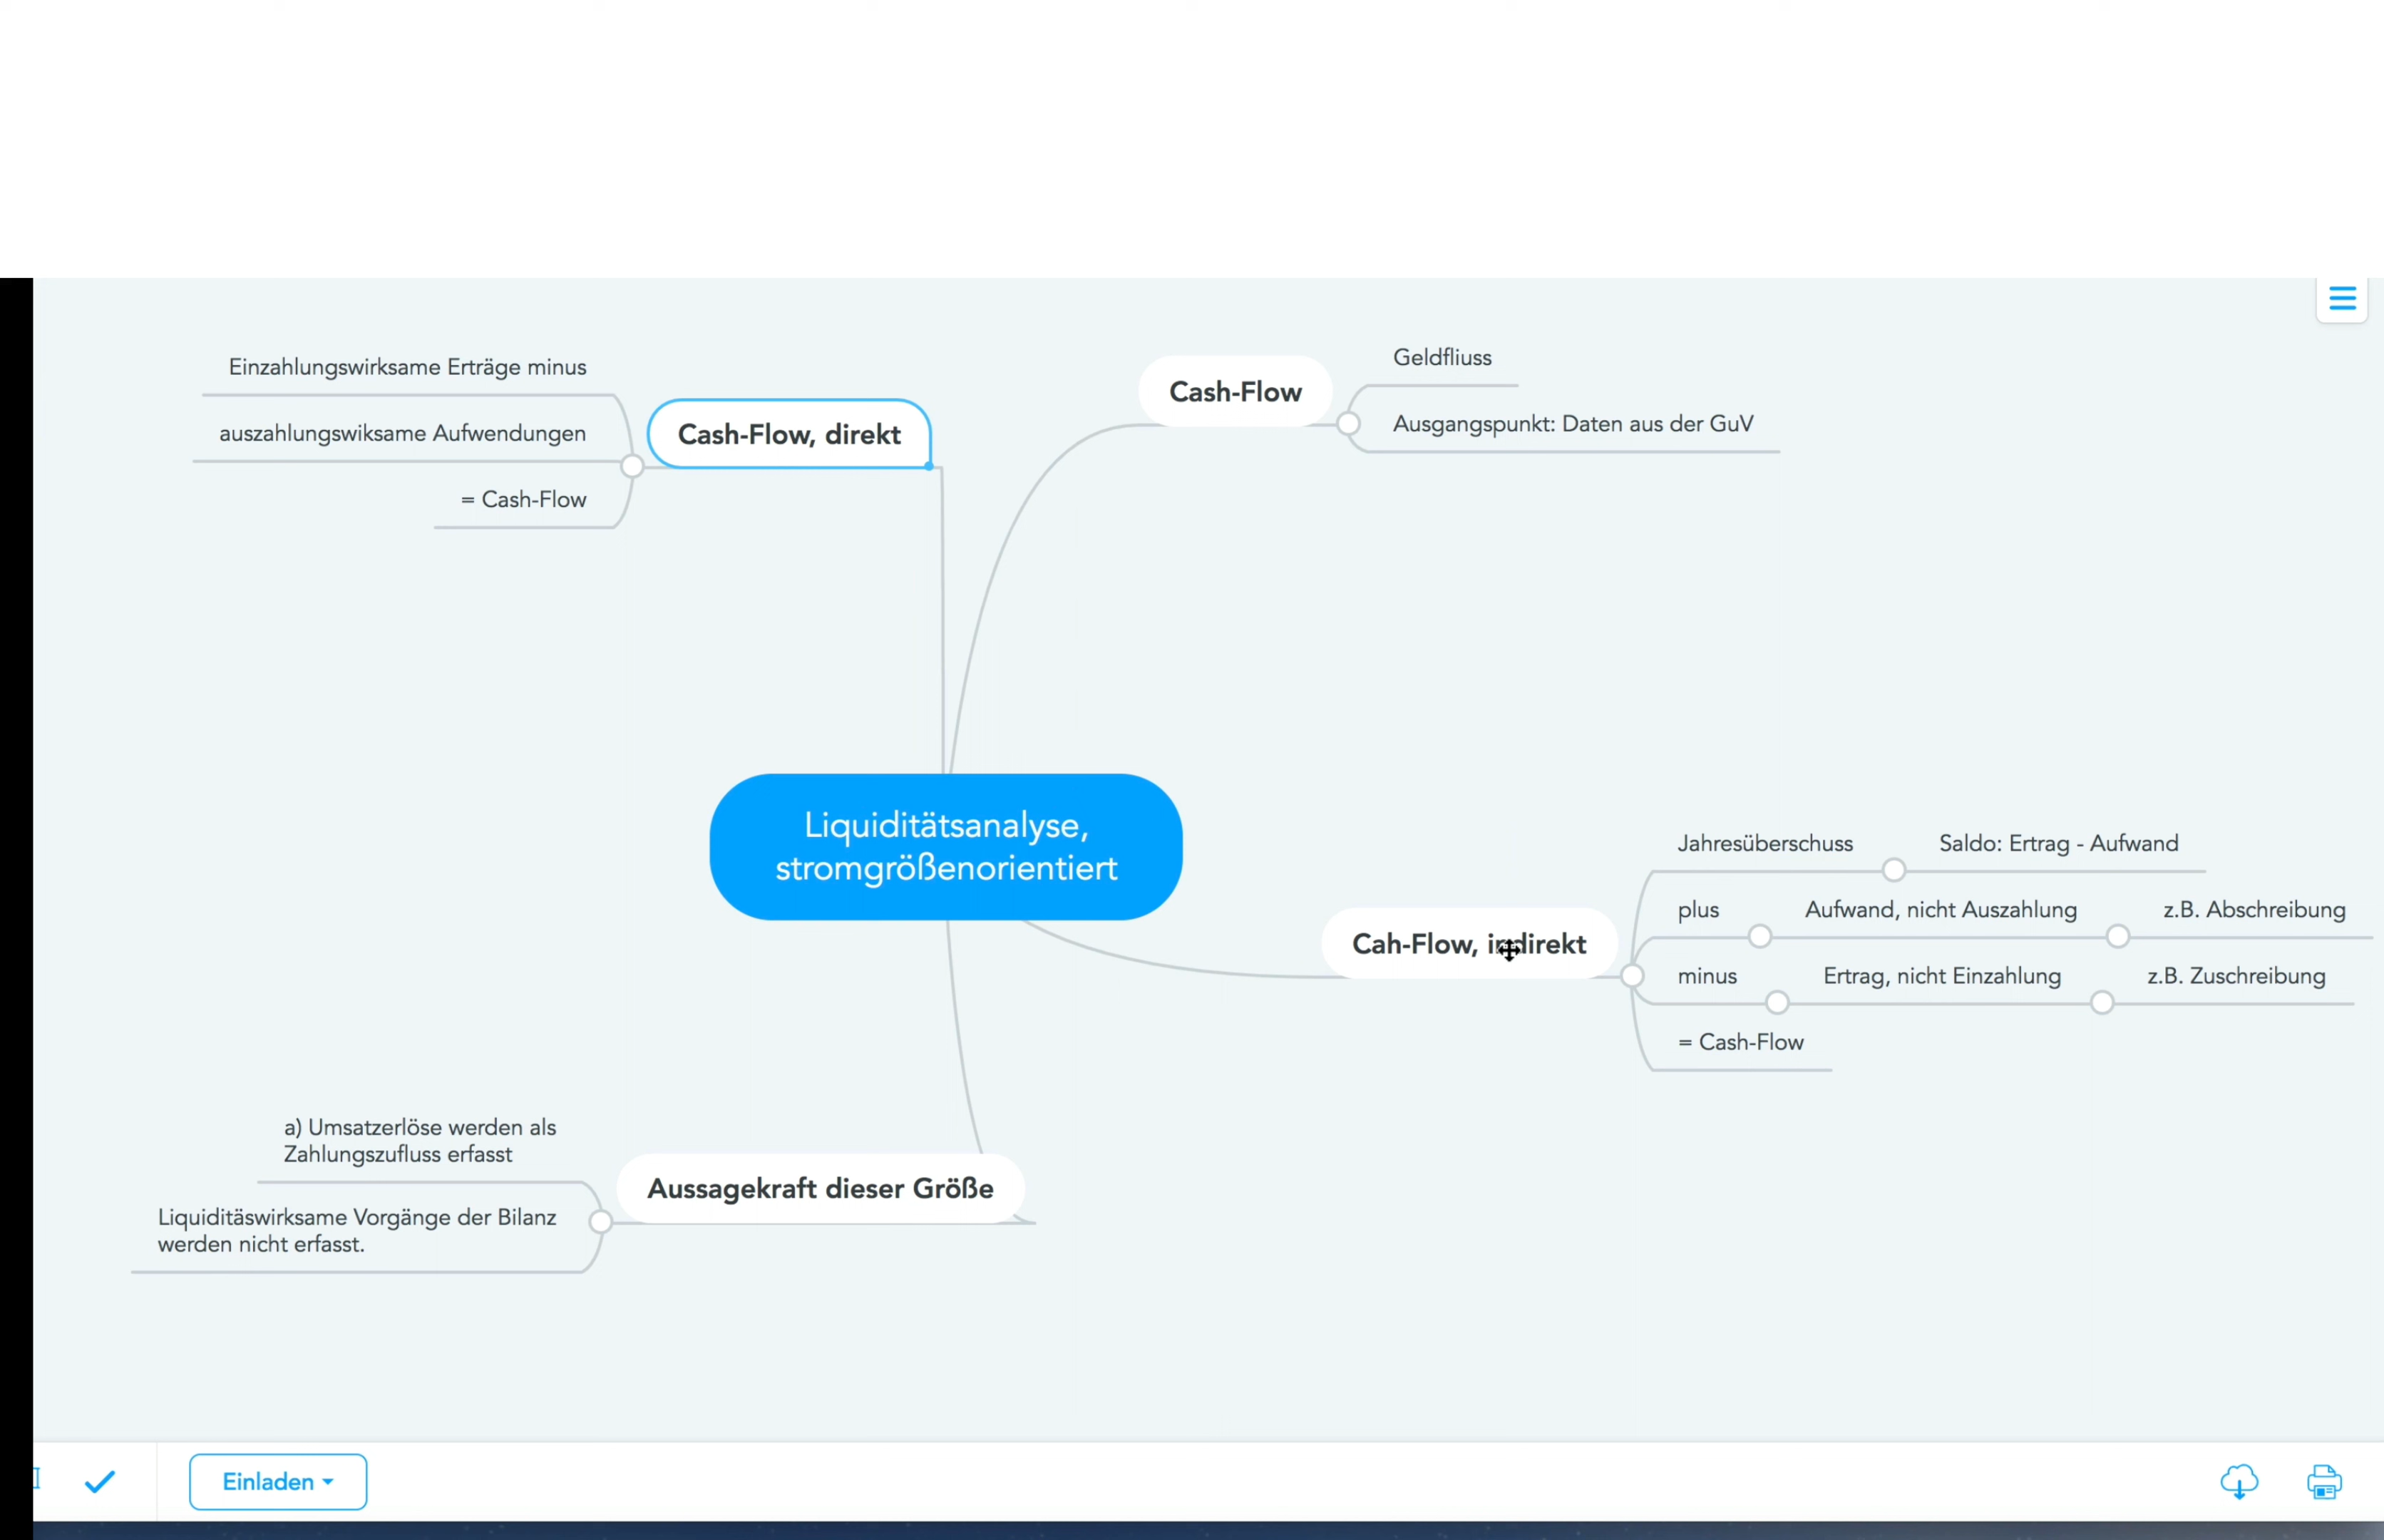 Einzahlungswirksame Erträge minus
auszahlungswiksame Aufwendungen
= Cash-Flow
Cash-Flow, direkt
Cash-Flow
Geldfliuss
Ausgangspunkt: Daten aus der GuV
Liquiditätsanalyse,
stromgrößenorientiert
Cah-Flow, indirekt
Jahresüberschuss
Saldo: Ertrag - Aufwand
plus
Aufwand, nicht Auszahlung
z.B. Abschreibung
minus
Ertrag, nicht Einzahlung
z.B. Zuschreibung
= Cash-Flow
a) Umsatzerlöse werden als
Zahlungszufluss erfasst
Liquiditäswirksame Vorgänge der Bilanz
werden nicht erfasst.
Aussagekraft dieser Größe
Einladen